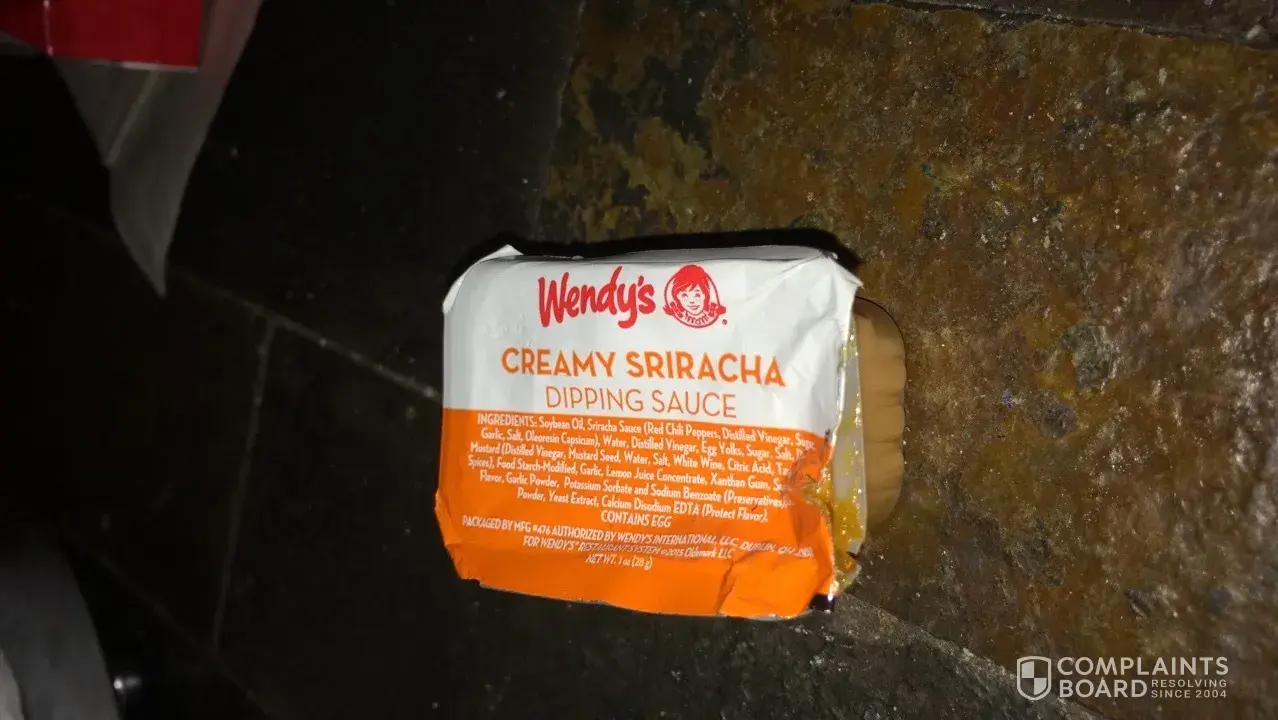 Wendy's
CREAMY SRIRACHA
DIPPING SAUCE
INGREDIENTS: Soybean Oil, Sriracha Sauce (Red Chili Peppers, Distilled Vinegar,
Garlic, Salt, Oleoresin Capsicum), Water, Distilled Vinegar, Egg Yolks, Sugar, Salt,
Mustard (Distilled Vinegar, Mustard Seed, Water, Salt, White Wine, Citric Acid,
Spices), Food Starch-Modified, Garlic, Lemon Juice Concentrate, Xanthan Gum,
Flavor, Garlic Powder, Potassium Sorbate and Sodium Benzoate (Preservatives),
Powder, Yeast Extract, Calcium Disodium EDTA (Protect Flavor).
CONTAINS EGG
PACKAGED BY MFG #476 AUTHORIZED BY WENDY'S INTERNATIONAL, LLC, DUBLIN, OH
FOR WENDY'S® RESTAURANT SYSTEM ©2015 Oldemark LLC
NET WT. 1 oz (28 g)
COMPLAINTS
BOARD RESOLVING SINCE 2004